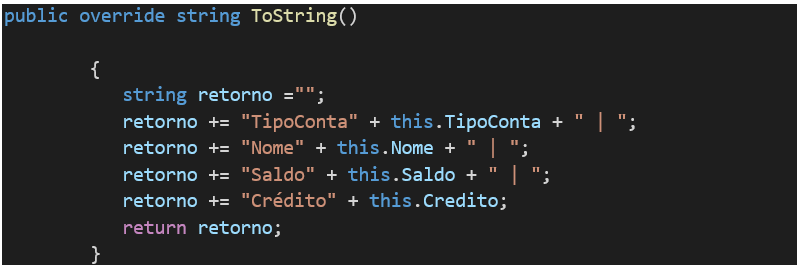 public override string ToString()
{
string retorno ="";
retorno += "TipoConta" + this.TipoConta + " | ";
retorno += "Nome" + this.Nome + " | ";
retorno += "Saldo" + this.Saldo + " | ";
retorno += "Crédito" + this.Credito;
return retorno;
}